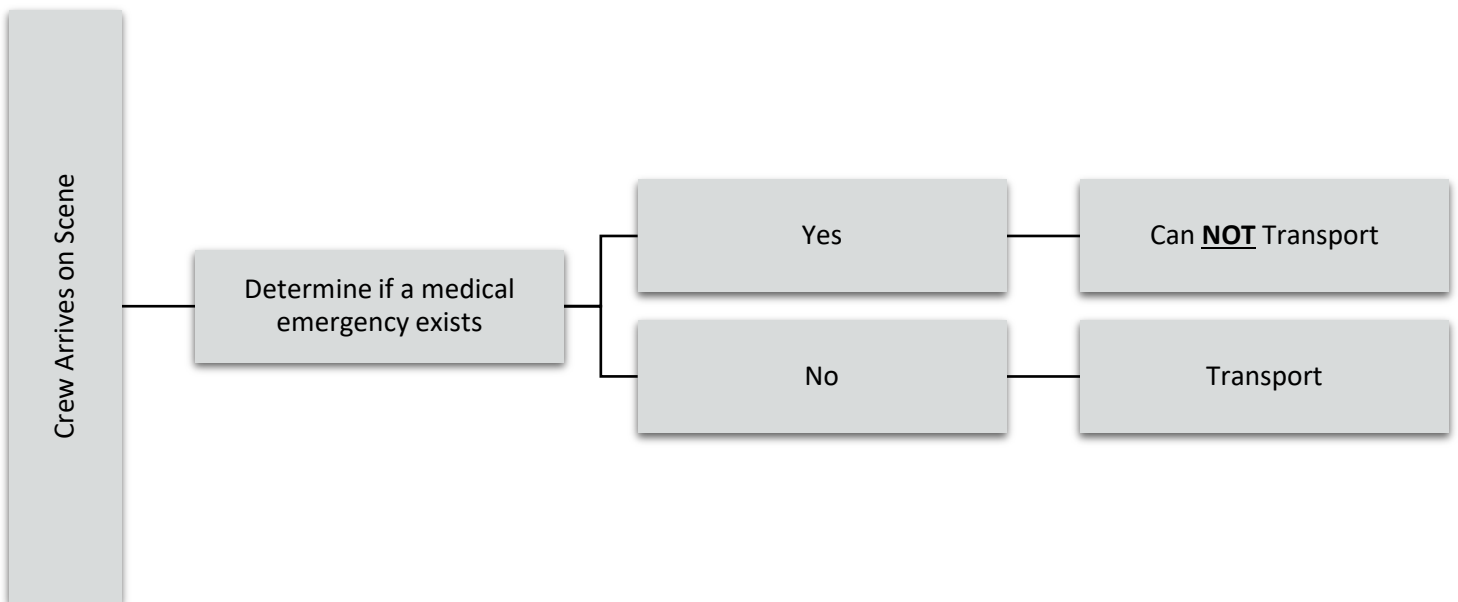 Crew Arrives on Scene
Determine if a medical
emergency exists
Yes
Can NOT Transport
No
Transport